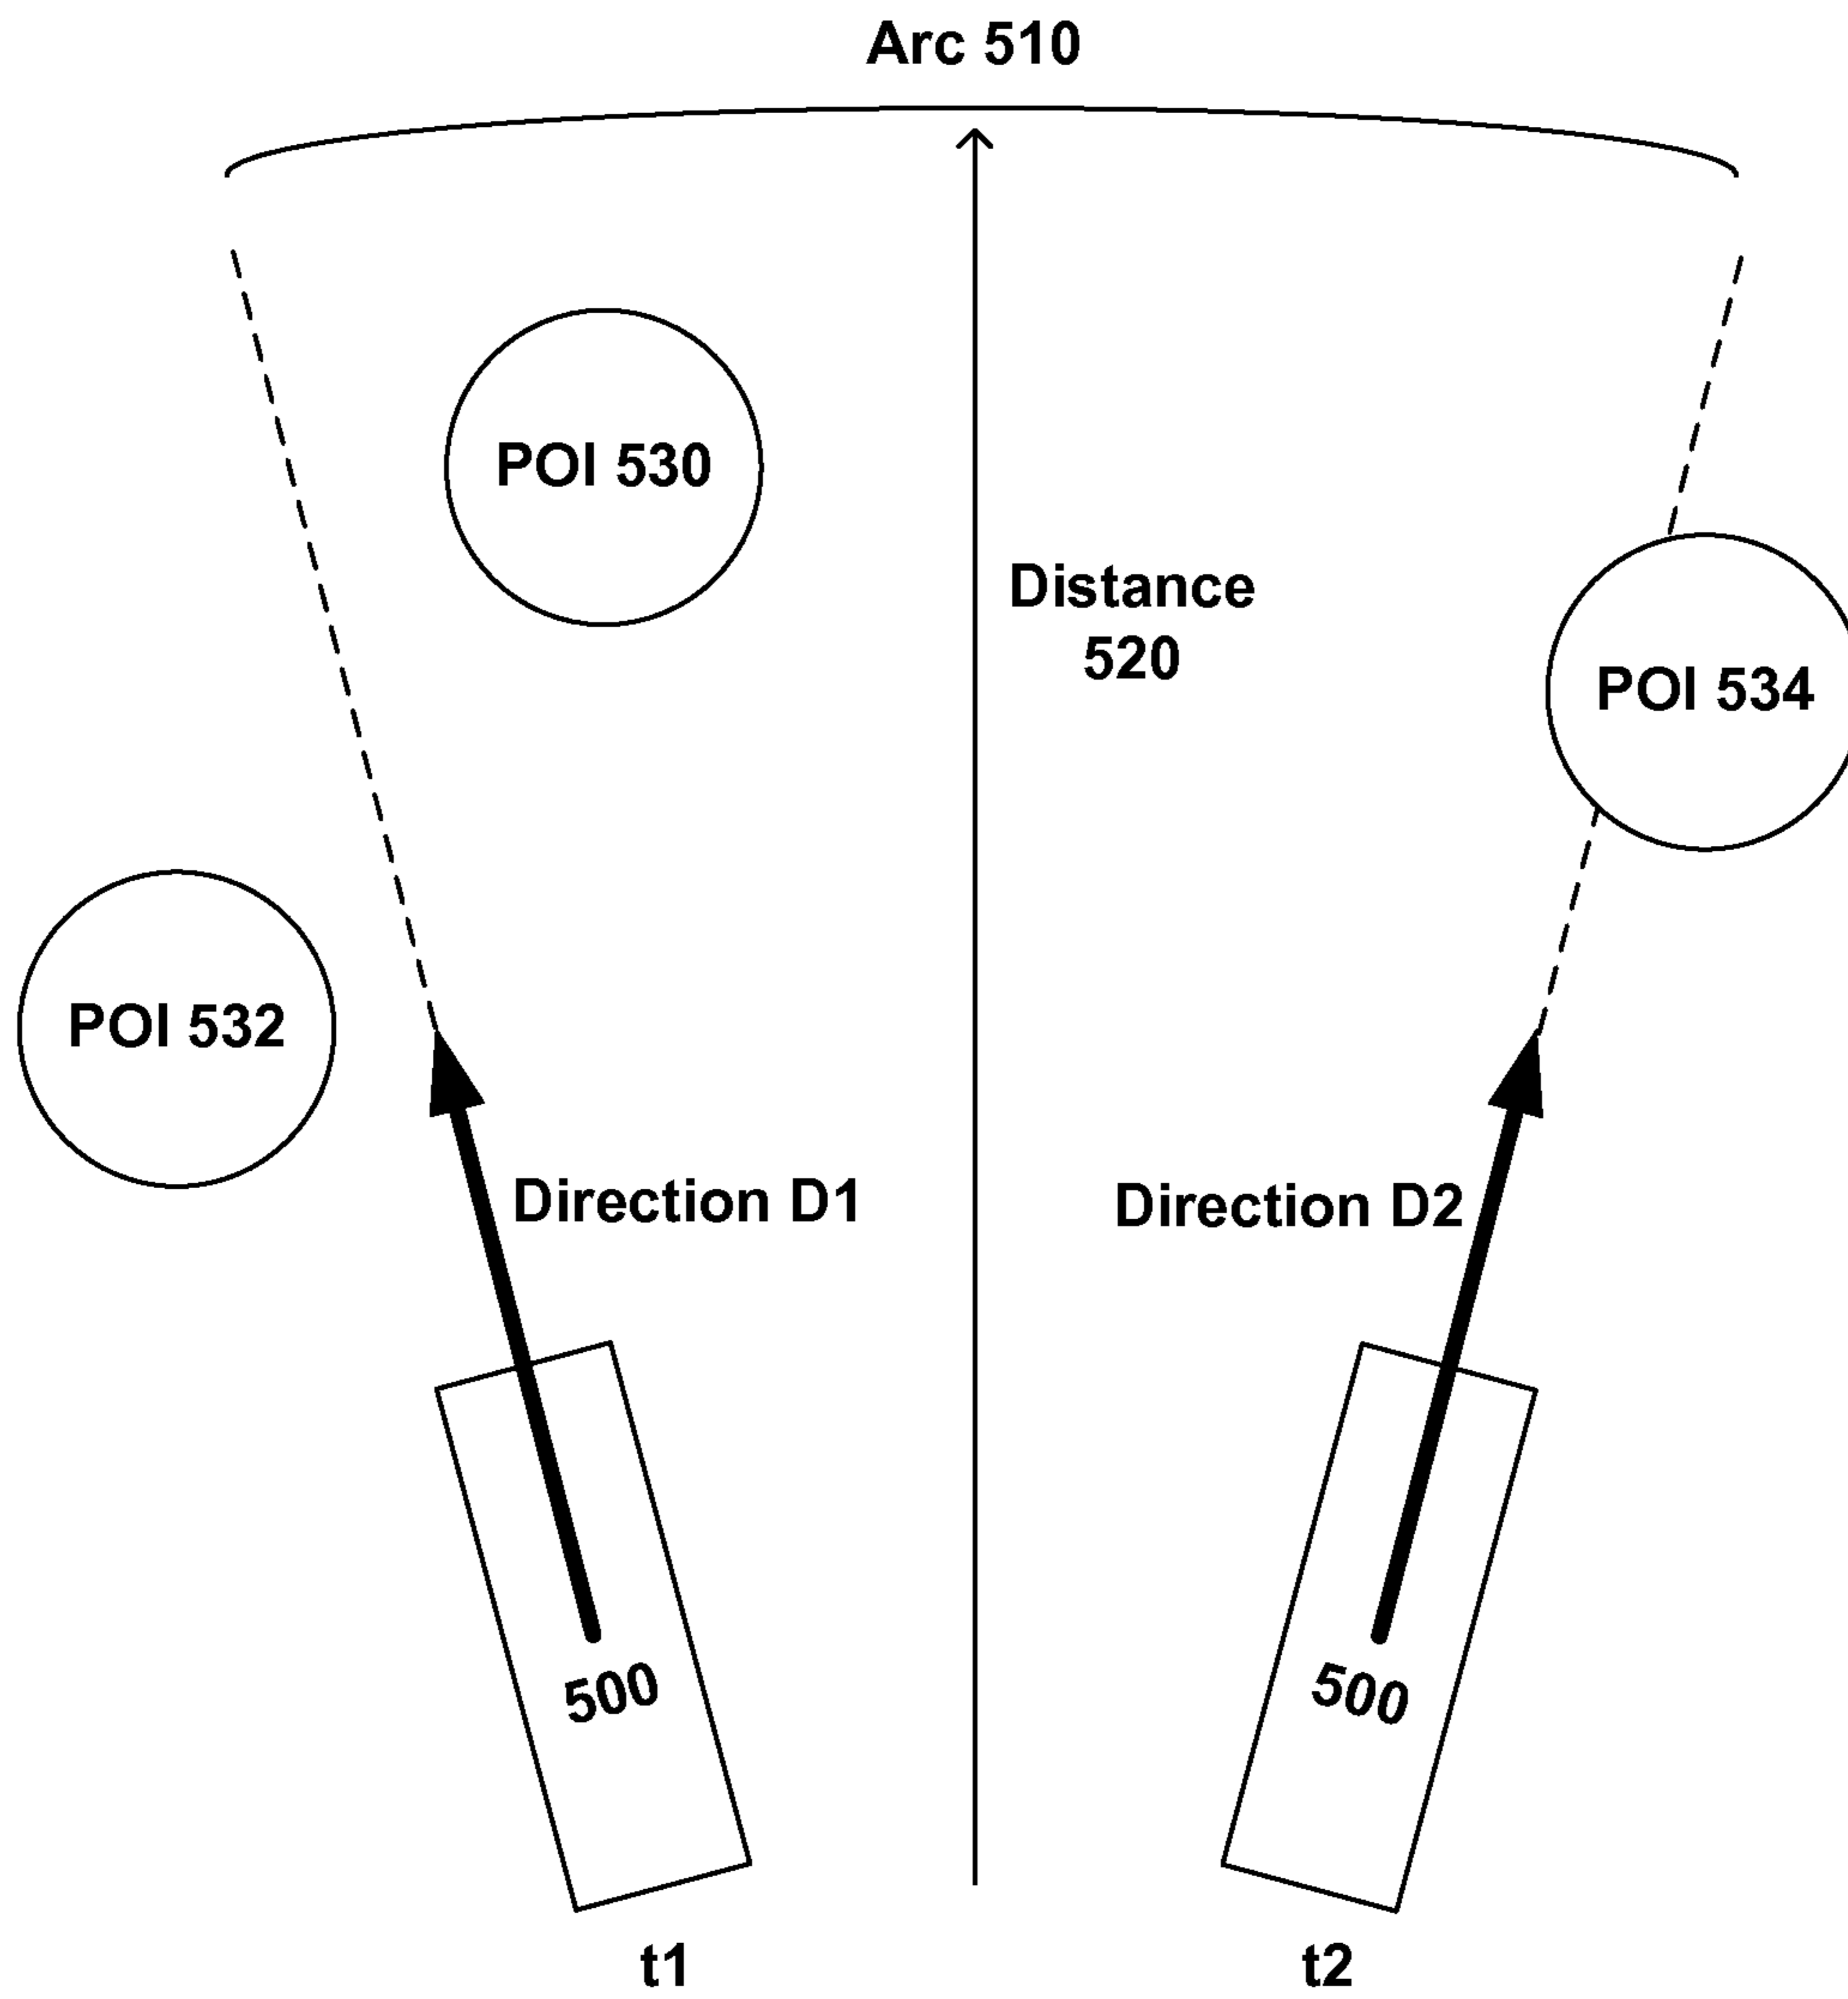 Arc 510
POI 530
Distance
520
POI 534
POI 532
Direction D1
Direction D2
500
500
t1
t2